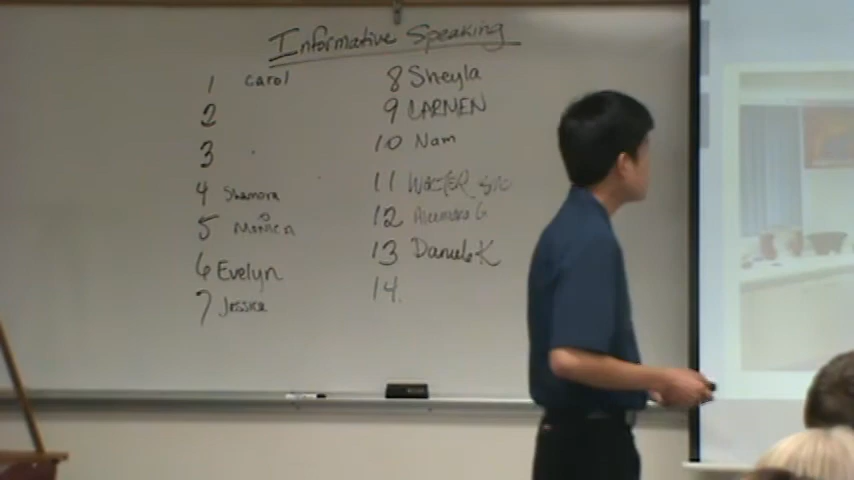 Informative Speaking
1 Carol
2
3
4 Shamora
5 Monica
6 Evelyn
7 Jessica
8 Sheyla
9 CARMEN
10 Nam
11
12 G
13 Daniel K
14.